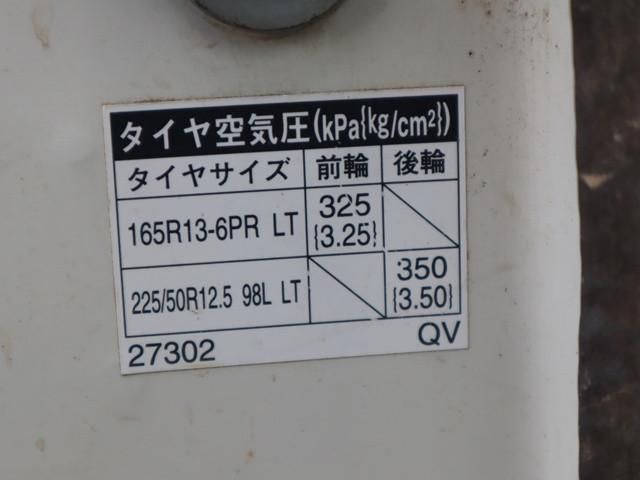 タイヤ空気圧(kPa{kg/cm²})
タイヤサイズ 前輪 後輪
165R13-6PR LT 325 {3.25}
225/50R12.5 98L LT 350 {3.50}
27302 QV